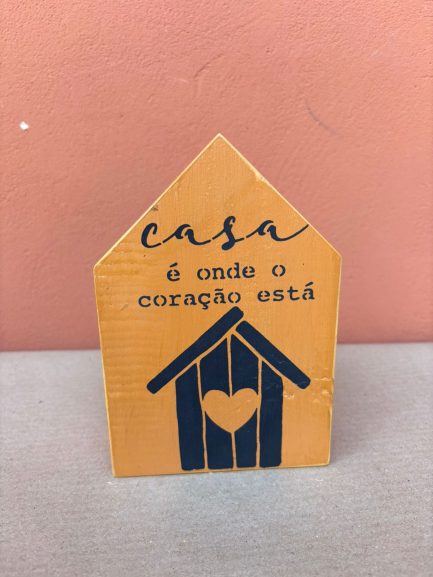 casa
é onde o
coração está